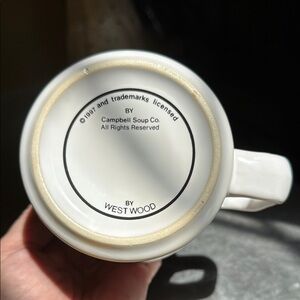 © 1997 and trademarks licensed
BY
Campbell Soup Co.
All Rights Reserved
BY
WESTWOOD